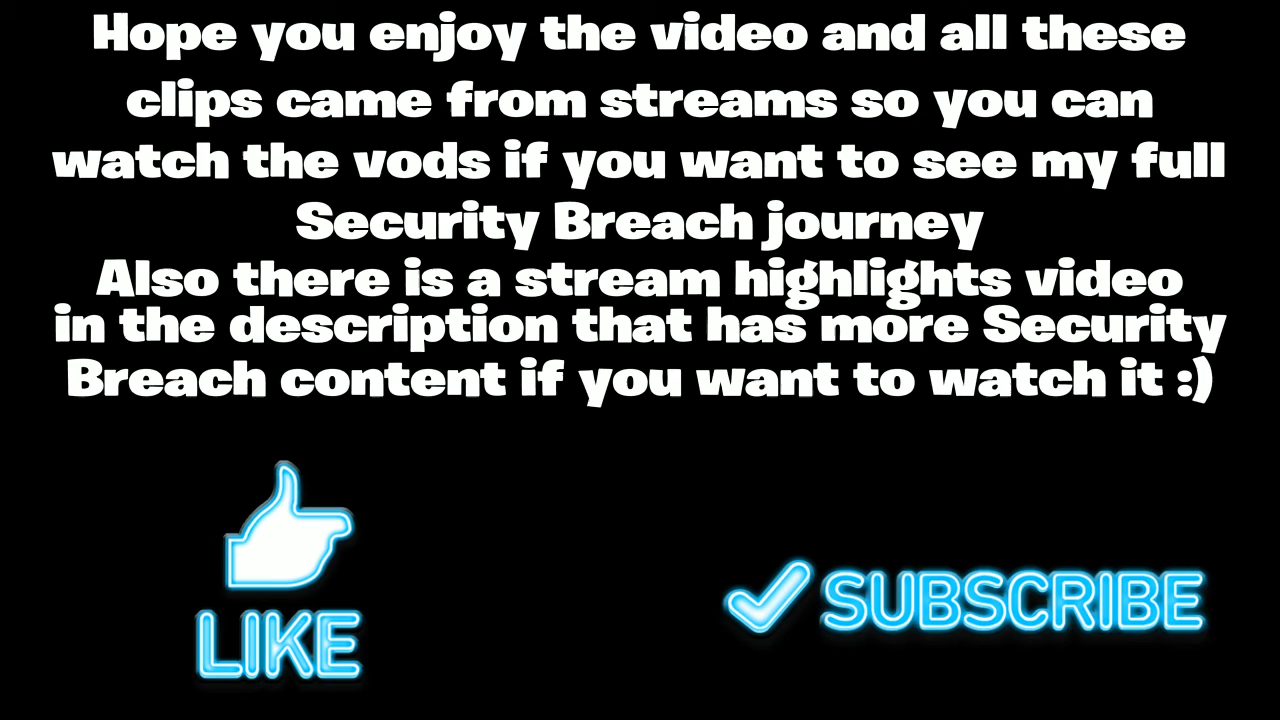 Hope you enjoy the video and all these
clips came from streams so you can
watch the vods if you want to see my full
Security Breach journey
Also there is a stream highlights video
in the description that has more Security
Breach content if you want to watch it :)
LIKE
SUBSCRIBE